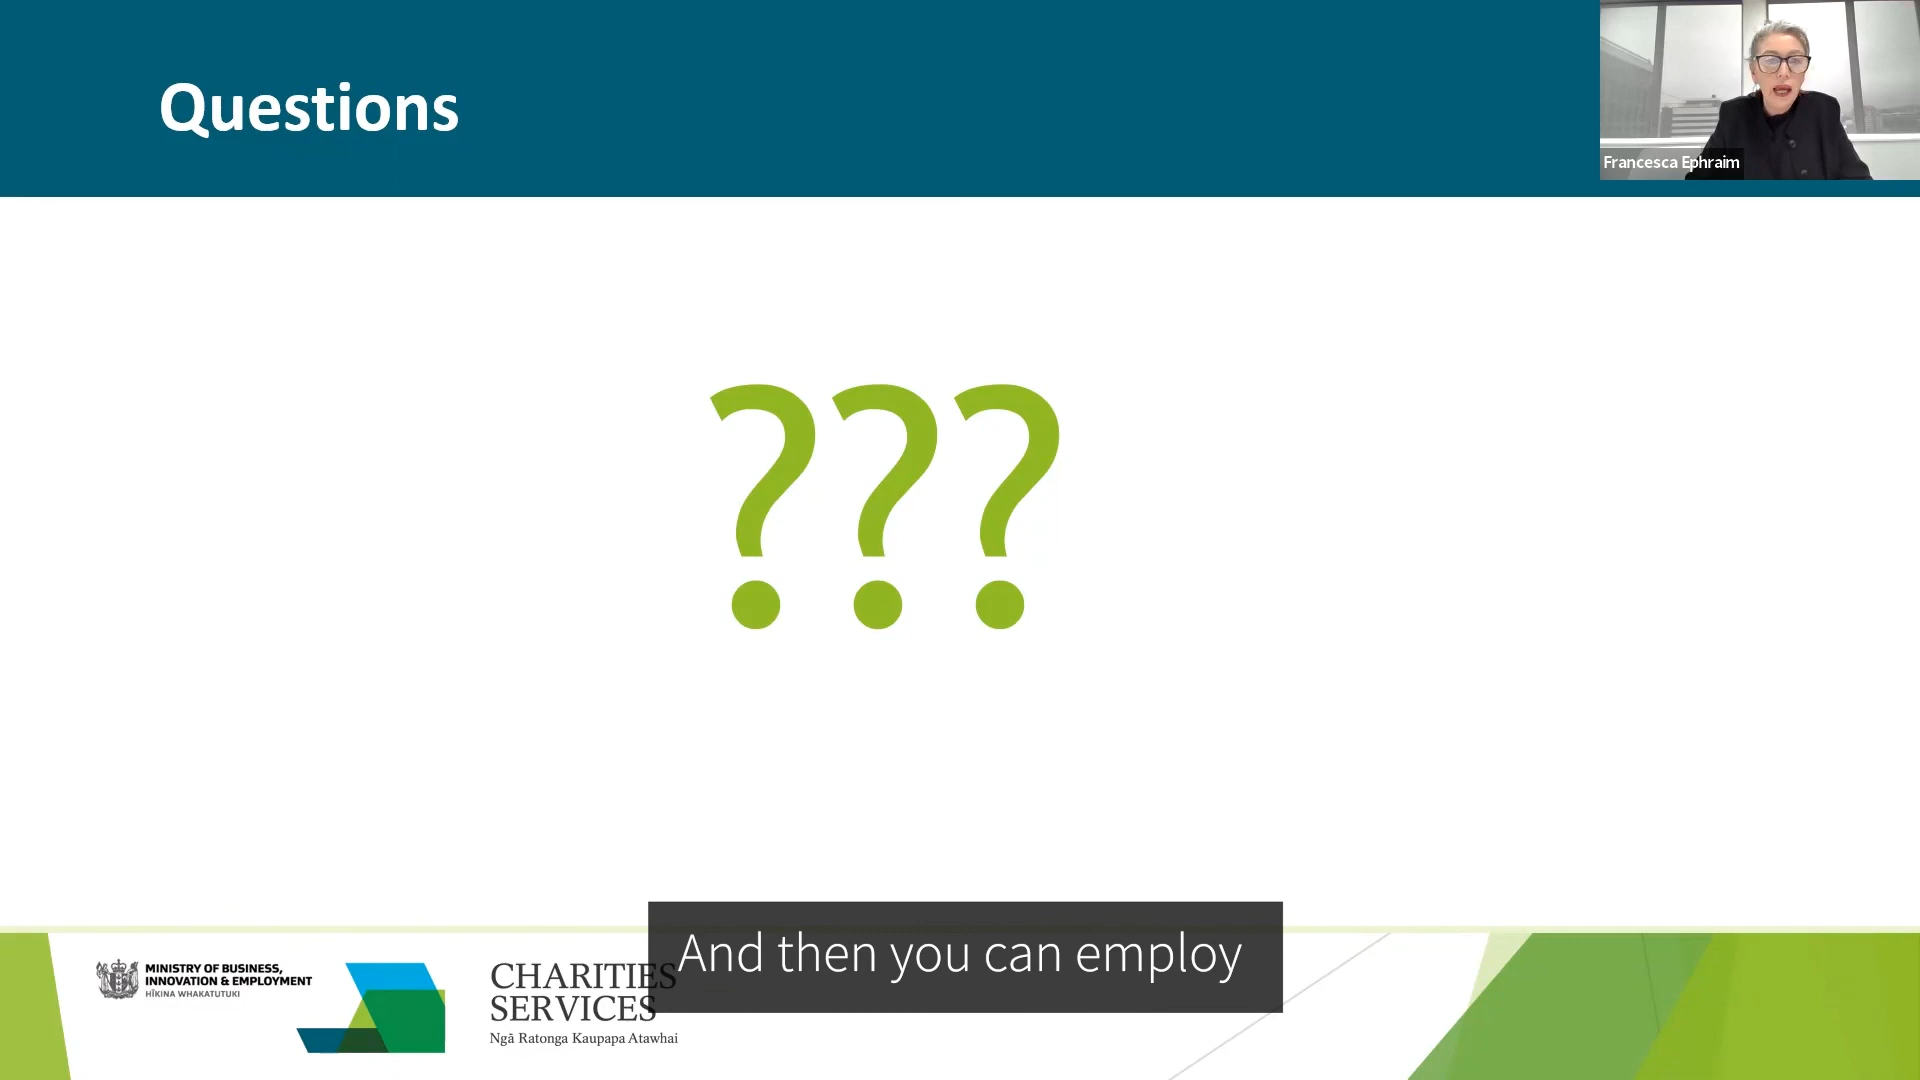 Questions
Francesca Ephraim
???
And then you can employ
MINISTRY OF BUSINESS,
INNOVATION & EMPLOYMENT
HĪKINA WHAKATUTUKI
CHARITIES
SERVICES
Ngā Ratonga Kaupapa Atawhai